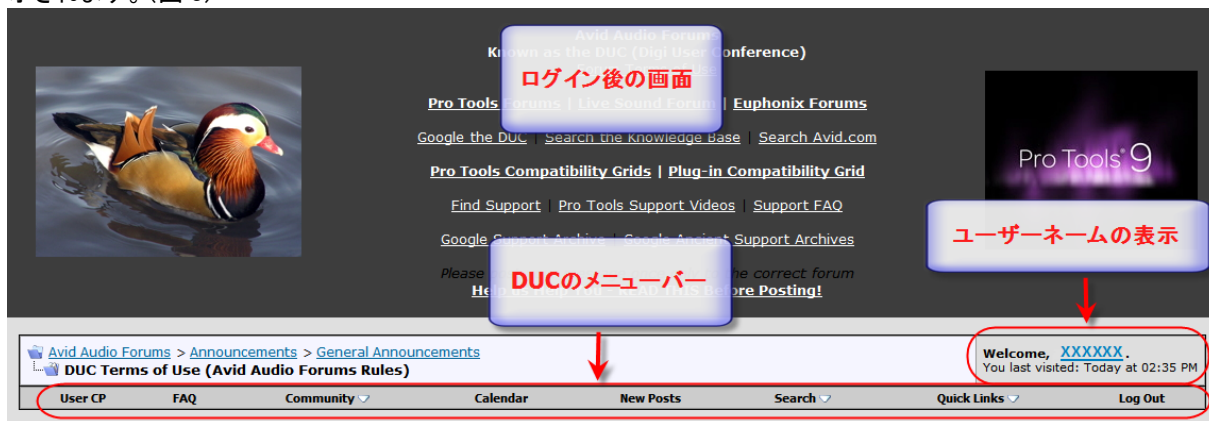 Avid Audio Forums
Known as the DUC (Digi User Conference)
ログイン後の画面
Pro Tools Forums | Live Sound Forum | Euphonix Forums
Google the DUC | Search the Knowledge Base | Search Avid.com
Pro Tools Compatibility Grids | Plug-in Compatibility Grid
Find Support | Pro Tools Support Videos | Support FAQ
Google Support Archive | Google Ancient Support Archives
Please
the correct forum
Before Posting!
DUCのメニューバー
Pro Tools 9
ユーザーネームの表示
Avid Audio Forums > Announcements > General Announcements
DUC Terms of Use (Avid Audio Forums Rules)
Welcome, XXXXXX.
You last visited: Today at 02:35 PM
User CP FAQ Community Calendar New Posts Search Quick Links Log Out